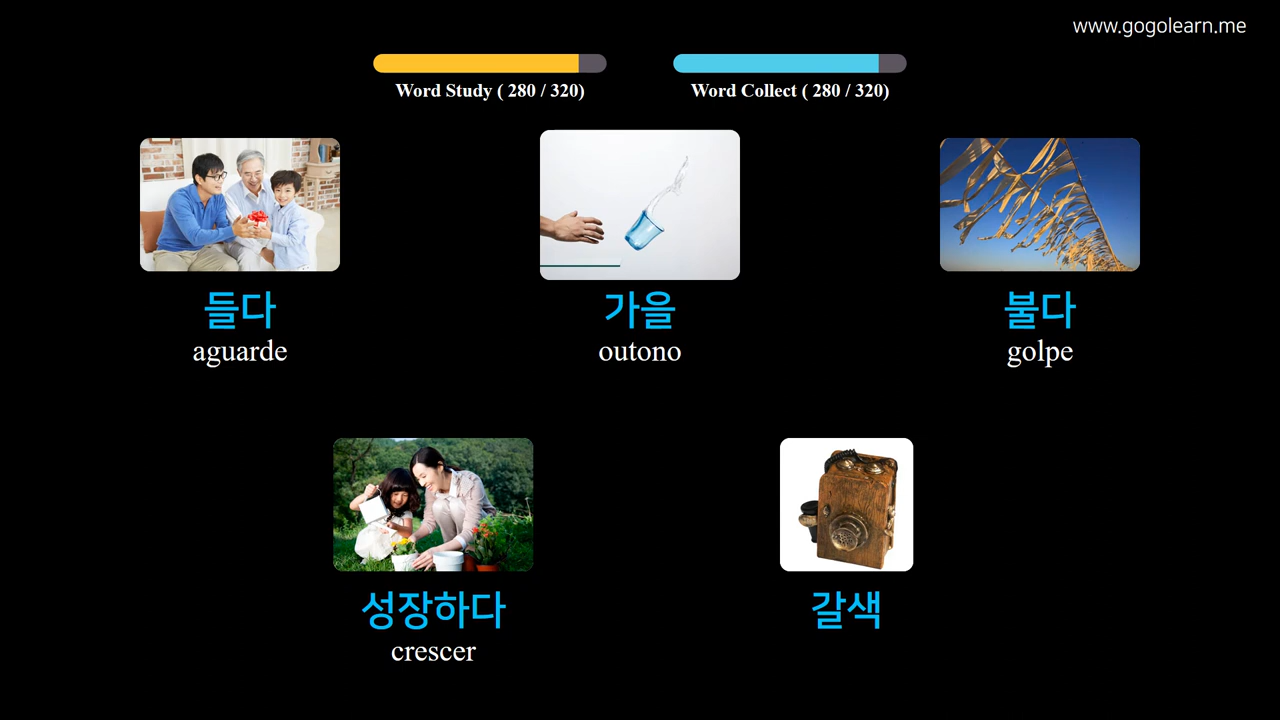 www.gogolearn.me
Word Study ( 280 / 320)
Word Collect ( 280 / 320)
들다
aguarde
가을
outono
불다
golpe
성장하다
crescer
갈색